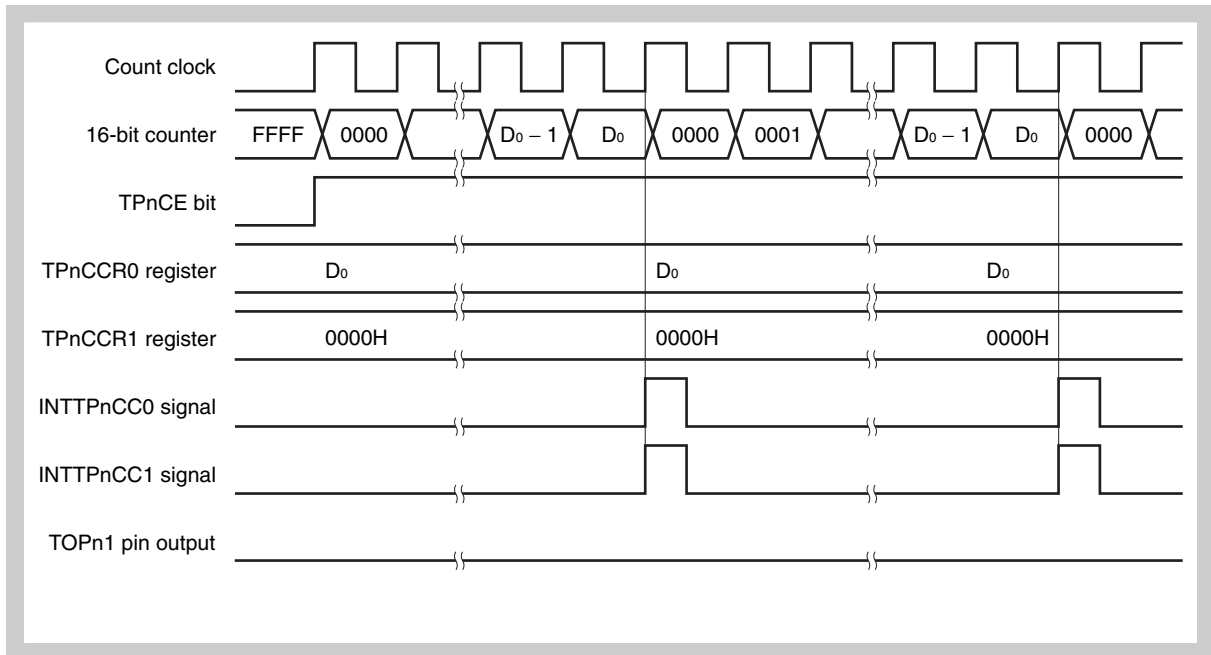 Count clock
16-bit counter FFFF 0000 D₀ – 1 D₀ 0000 0001 D₀ – 1 D₀ 0000
TPnCE bit
TPnCCR0 register D₀ D₀ D₀
TPnCCR1 register 0000H 0000H 0000H
INTTPnCC0 signal
INTTPnCC1 signal
TOPn1 pin output